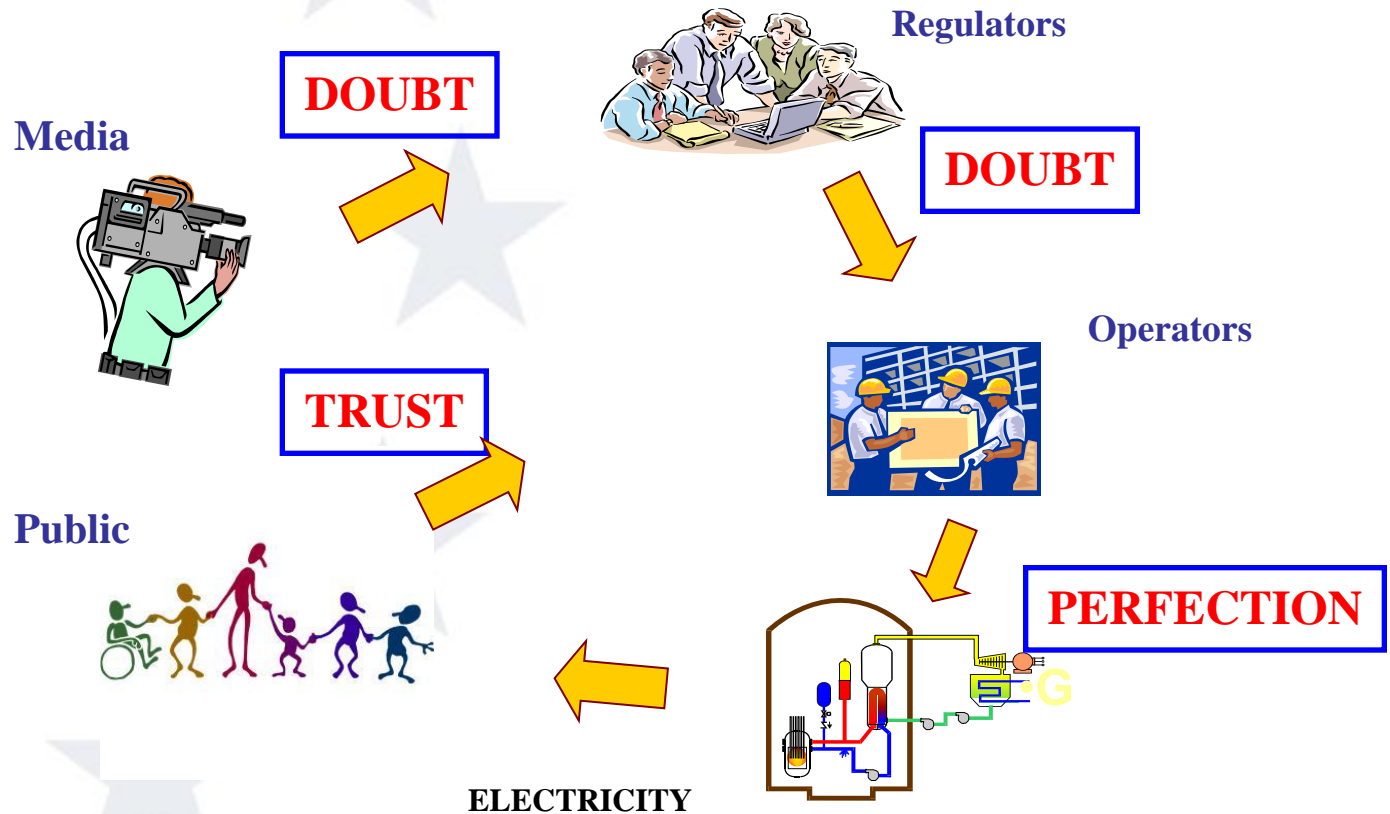 Regulators
DOUBT
Media
DOUBT
Operators
TRUST
Public
PERFECTION
•G
ELECTRICITY